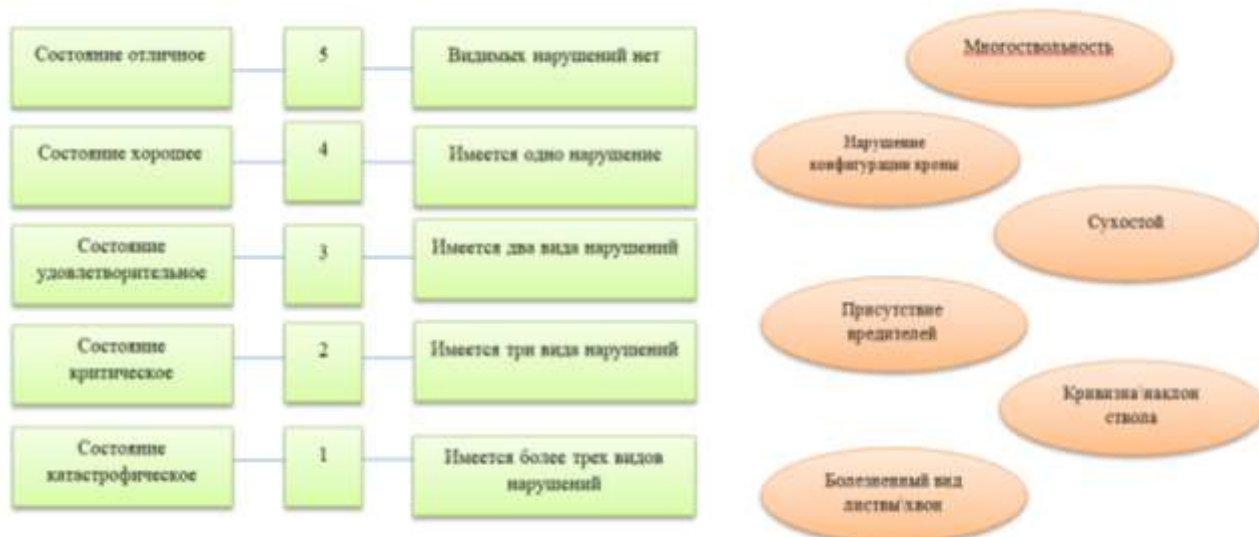 Состояние отличное
5
Видимых нарушений нет
Состояние хорошее
4
Имеется одно нарушение
Состояние
удовлетворительное
3
Имеется два вида нарушений
Состояние
критическое
2
Имеется три вида нарушений
Состояние
катастрофическое
1
Имеется более трех видов
нарушений
Многоствольность
Нарушение
конфигурации кроны
Сухостой
Присутствие
вредителей
Кривизна\наклон
ствола
Болезненный вид
листвы\хвои